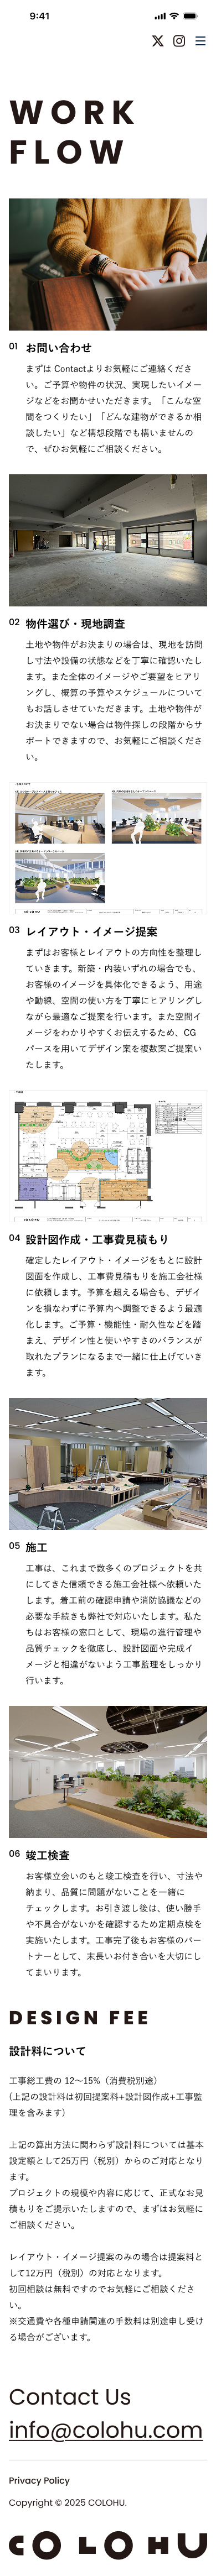 9:41
WORK
FLOW
01 お問い合わせ
まずは Contactよりお気軽にご連絡くださ
い。ご予算や物件の状況、実現したいイメー
ジなどをお聞かせいただきます。「こんな空
間をつくりたい」「どんな建物ができるか相
談したい」など構想段階でも構いませんの
で、ぜひお気軽にご相談ください。
02 物件選び・現地調査
土地や物件がお決まりの場合は、現地を訪問
し寸法や設備の状態などを丁寧に確認いたし
ます。また全体のイメージやご要望をヒアリ
ングし、概算の予算やスケジュールについて
もお話しさせていただきます。土地や物件が
お決まりでない場合は物件探しの段階からサ
ポートできますので、お気軽にご相談くださ
い。
COLOHU
03 レイアウト・イメージ提案
まずはお客様とレイアウトの方向性を整理し
ていきます。新築・内装いずれの場合でも、
お客様のイメージを具体化できるよう、用途
や動線、空間の使い方を丁寧にヒアリングし
ながら最適なご提案を行います。また空間イ
メージをわかりやすくお伝えするため、CG
パースを用いてデザイン案を複数案ご提案い
たします。
COLOHU
04 設計図作成・工事費見積もり
確定したレイアウト・イメージをもとに設計
図面を作成し、工事費見積もりを施工会社様
に依頼します。予算を超える場合も、デザイ
ンを損なわずに予算内へ調整できるよう最適
化します。ご予算・機能性・耐久性などを踏
まえ、デザイン性と使いやすさのバランスが
取れたプランになるまで一緒に仕上げていき
ます。
05 施工
工事は、これまで数多くのプロジェクトを共
にしてきた信頼できる施工会社様へ依頼いた
します。着工前の確認申請や消防協議などの
必要な手続きも弊社で対応いたします。私た
ちはお客様の窓口として、現場の進行管理や
品質チェックを徹底し、設計図面や完成イ
メージと相違がないよう工事監理をしっかり
行います。
06 竣工検査
お客様立会いのもと竣工検査を行い、寸法や
納まり、品質に問題がないことを一緒に
チェックします。お引き渡し後は、使い勝手
や不具合がないかを確認するため定期点検を
実施いたします。工事完了後もお客様のパー
トナーとして、末長いお付き合いを大切にし
てまいります。
DESIGN FEE
設計料について
工事総工費の 12〜15%（消費税別途）
(上記の設計料は初回提案料+設計図作成+工事監
理を含みます)
上記の算出方法に関わらず設計料については基本
設定額として25万円（税別）からのご対応となり
ます。
プロジェクトの規模や内容に応じて、正式なお見
積もりをご提示いたしますので、まずはお気軽に
ご相談ください。
レイアウト・イメージ提案のみの場合は提案料と
して12万円（税別）の対応となります。
初回相談は無料ですのでお気軽にご相談くださ
い。
※交通費や各種申請関連の手数料は別途申し受け
る場合がございます。
Contact Us
info@colohu.com
Privacy Policy
Copyright © 2025 COLOHU.
COLOHU